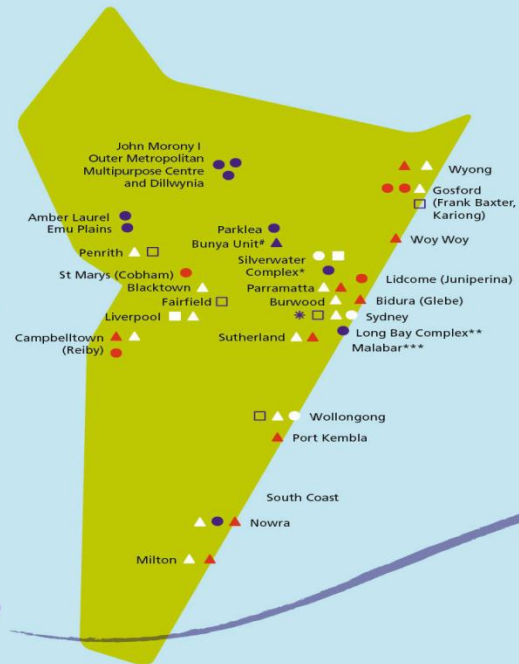 John Morony I
Outer Metropolitan
Multipurpose Centre
and Dillwynia
Wyong
Gosford
(Frank Baxter,
Kariong)
Amber Laurel
Emu Plains
Parklea
Bunya Unit#
Woy Woy
Penrith
Silverwater
Complex*
St Marys (Cobham)
Lidcome (Juniperina)
Blacktown
Parramatta
Fairfield
Burwood
Bidura (Glebe)
Liverpool
Sydney
Campbelltown
(Reiby)
Sutherland
Long Bay Complex**
Malabar***
Wollongong
Port Kembla
South Coast
Nowra
Milton